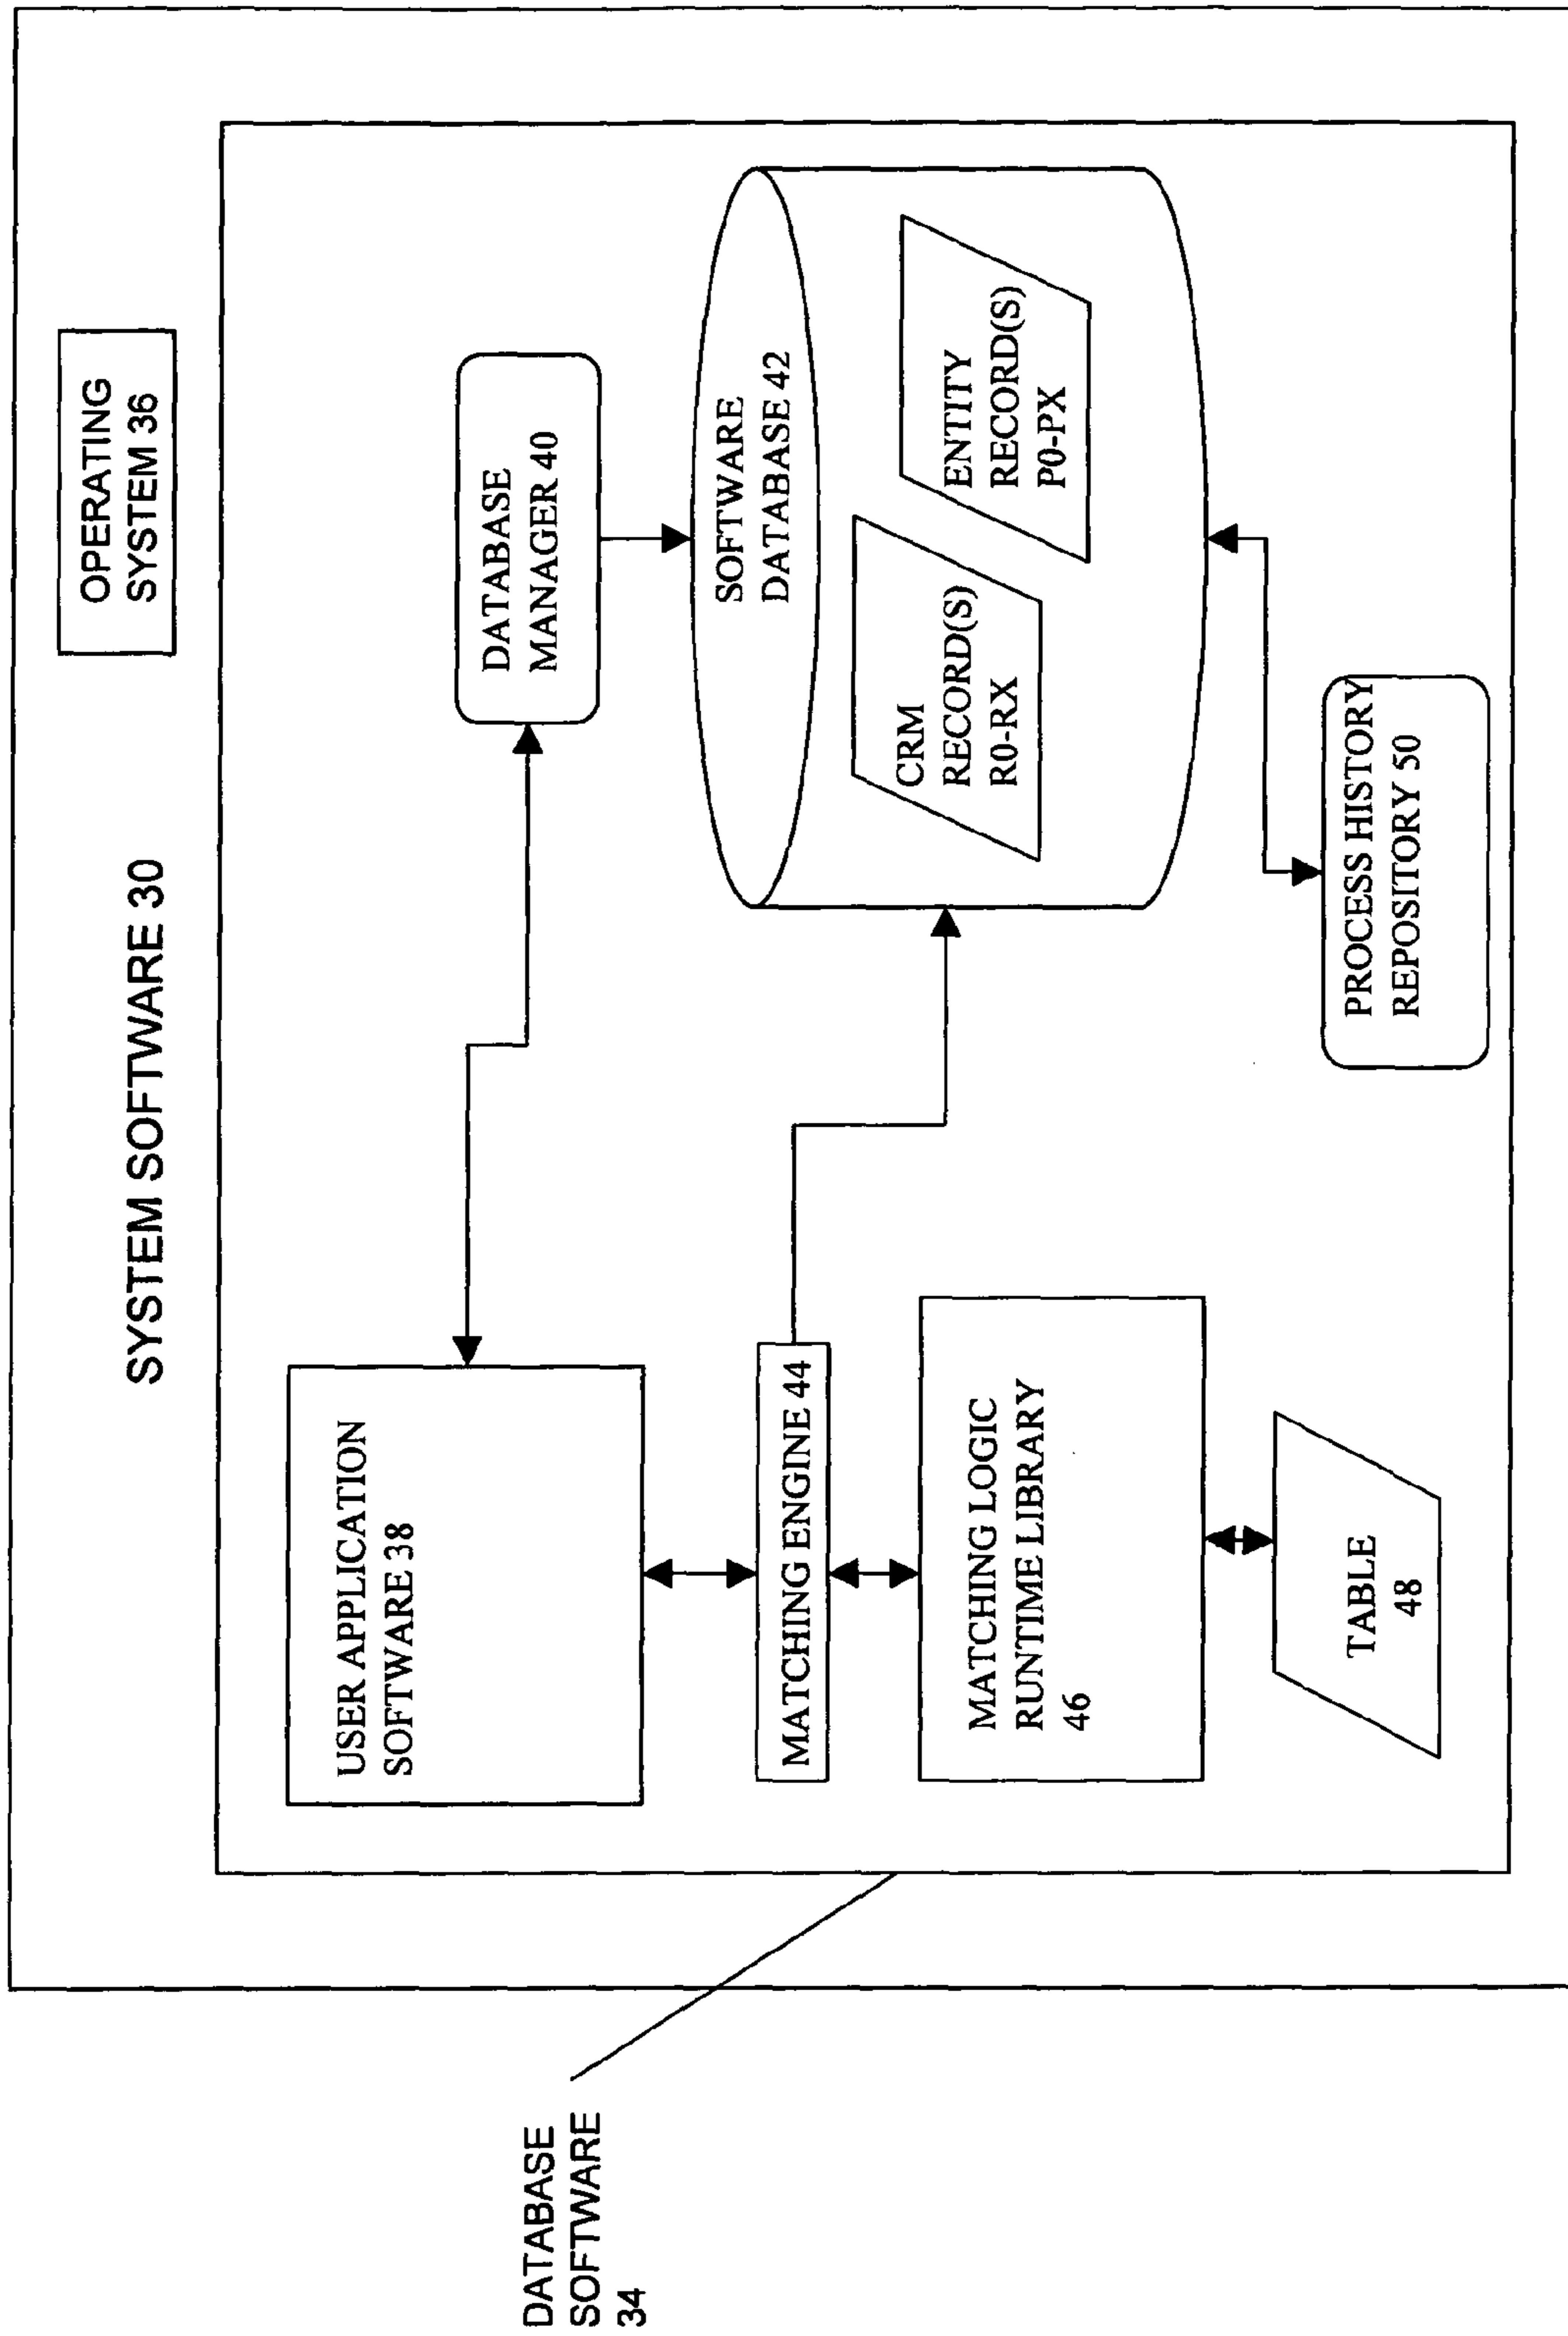 SYSTEM SOFTWARE 30
OPERATING
SYSTEM 36
USER APPLICATION
SOFTWARE 38
DATABASE
MANAGER 40
MATCHING ENGINE 44
SOFTWARE
DATABASE 42
CRM
RECORD(S)
R0-RX
ENTITY
RECORD(S)
P0-PX
MATCHING LOGIC
RUNTIME LIBRARY
46
TABLE
48
PROCESS HISTORY
REPOSITORY 50
DATABASE
SOFTWARE
34